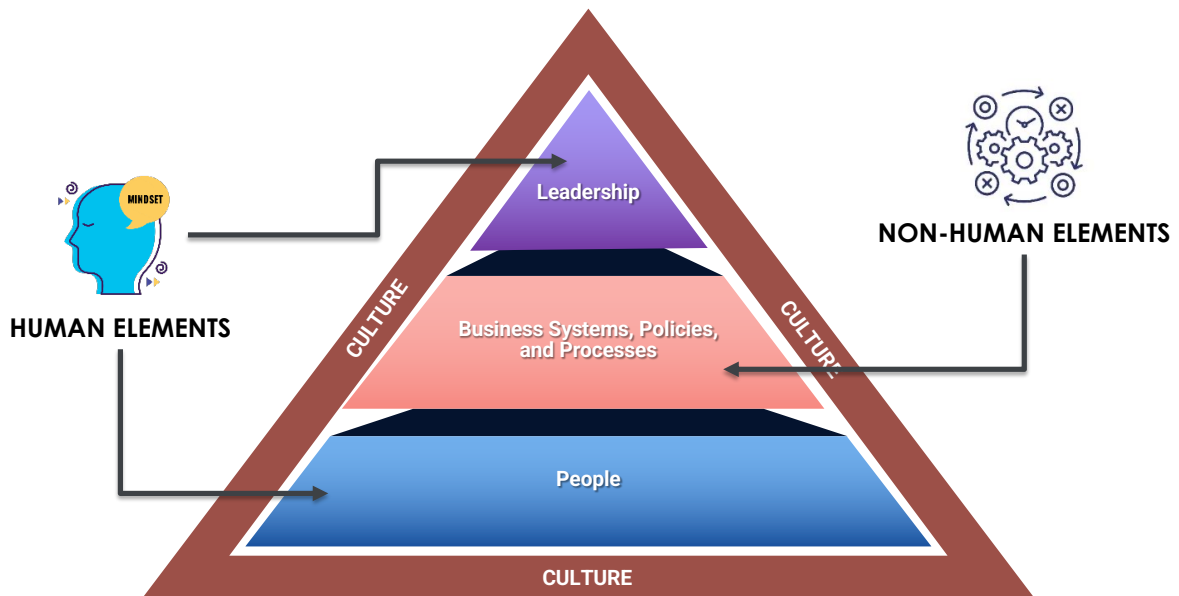 Leadership
MINDSET
NON-HUMAN ELEMENTS
HUMAN ELEMENTS
CULTURE
Business Systems, Policies,
and Processes
CULTURE
People
CULTURE